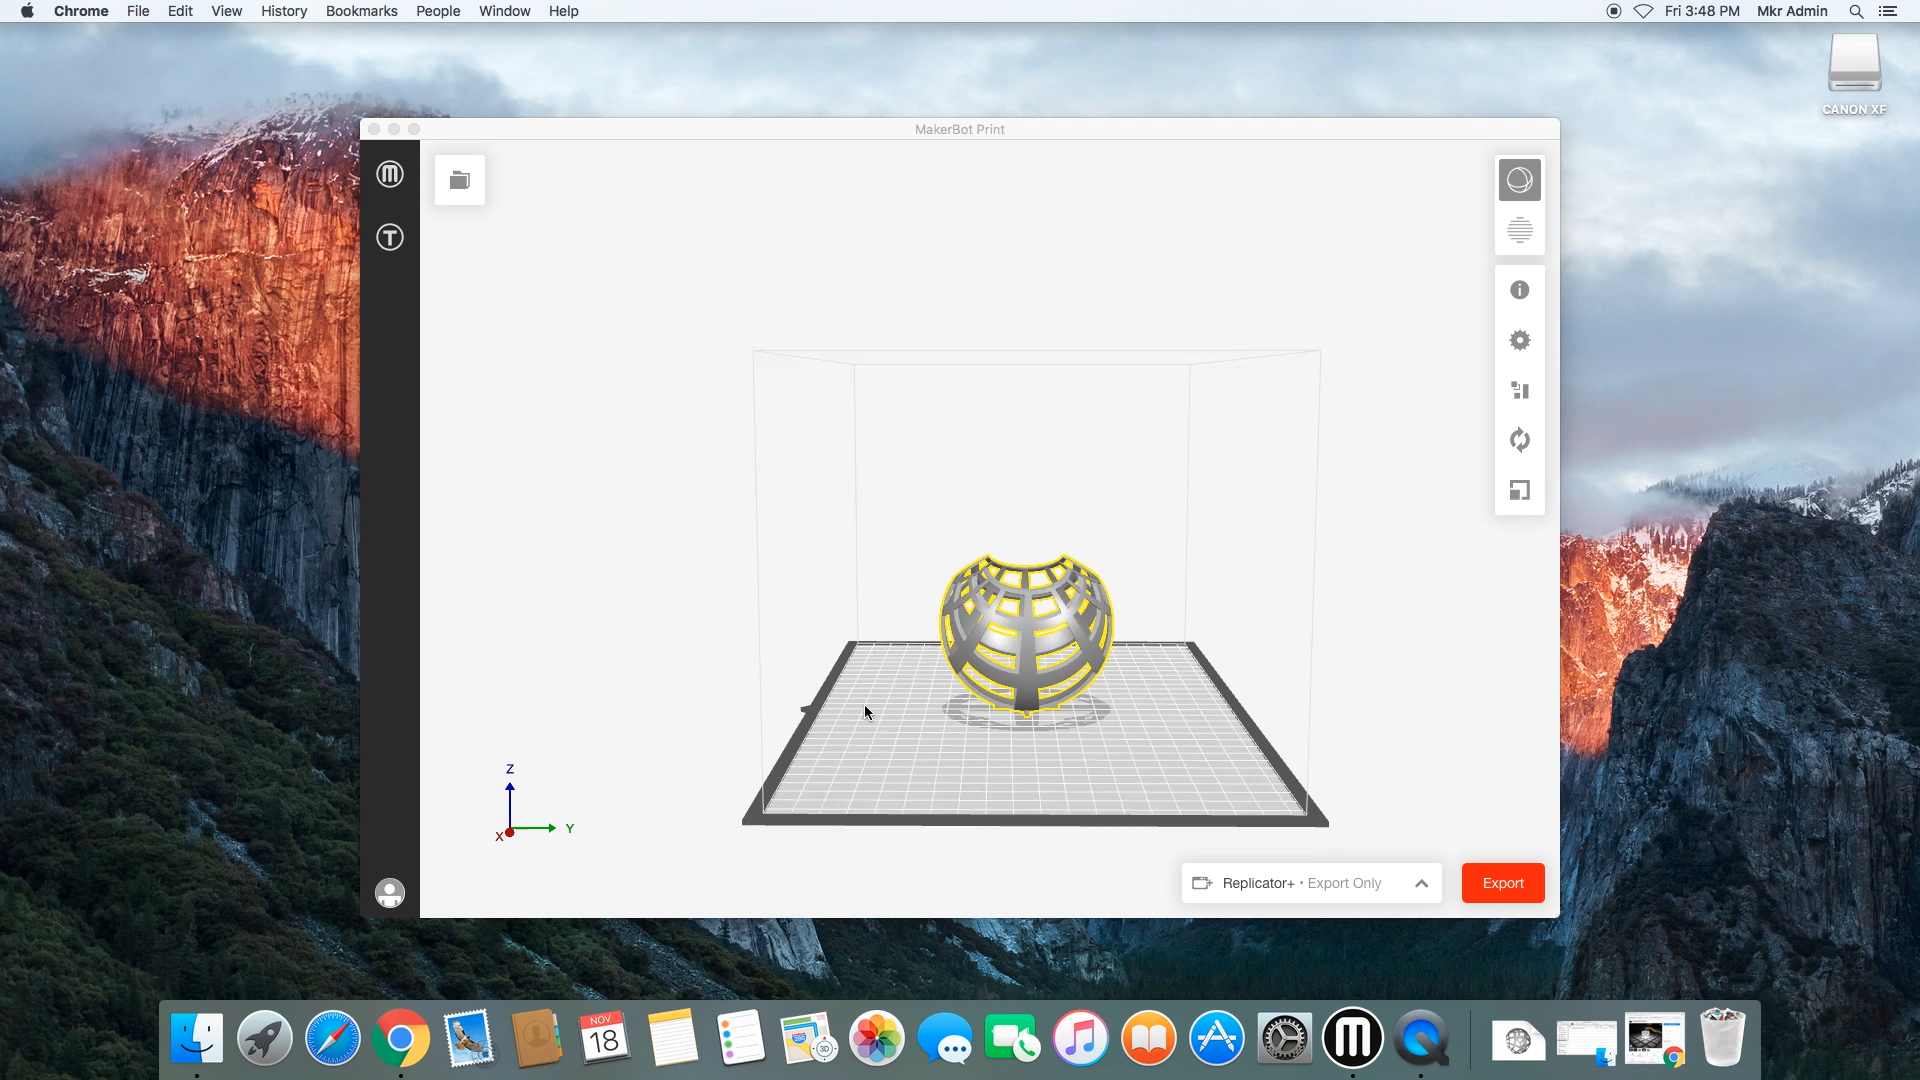 Chrome File Edit View History Bookmarks People Window Help
Fri 3:48 PM Mkr Admin
CANON XF
MakerBot Print
Z
Y
X
Replicator+ • Export Only
Export
NOV
18
3D